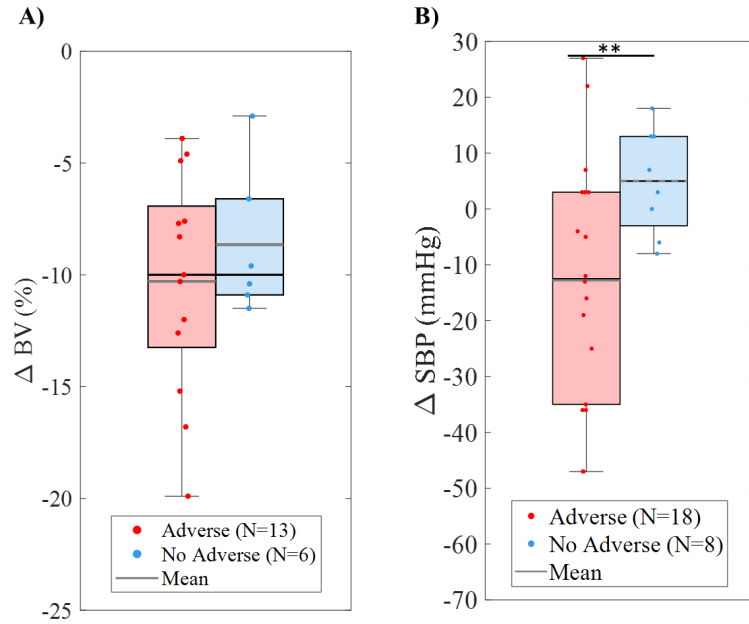 A)
0
-5
-10
-15
-20
-25
Δ BV (%)
Adverse (N=13)
No Adverse (N=6)
Mean
B)
**
30
20
10
0
-10
-20
-30
-40
-50
-60
-70
Δ SBP (mmHg)
Adverse (N=18)
No Adverse (N=8)
Mean